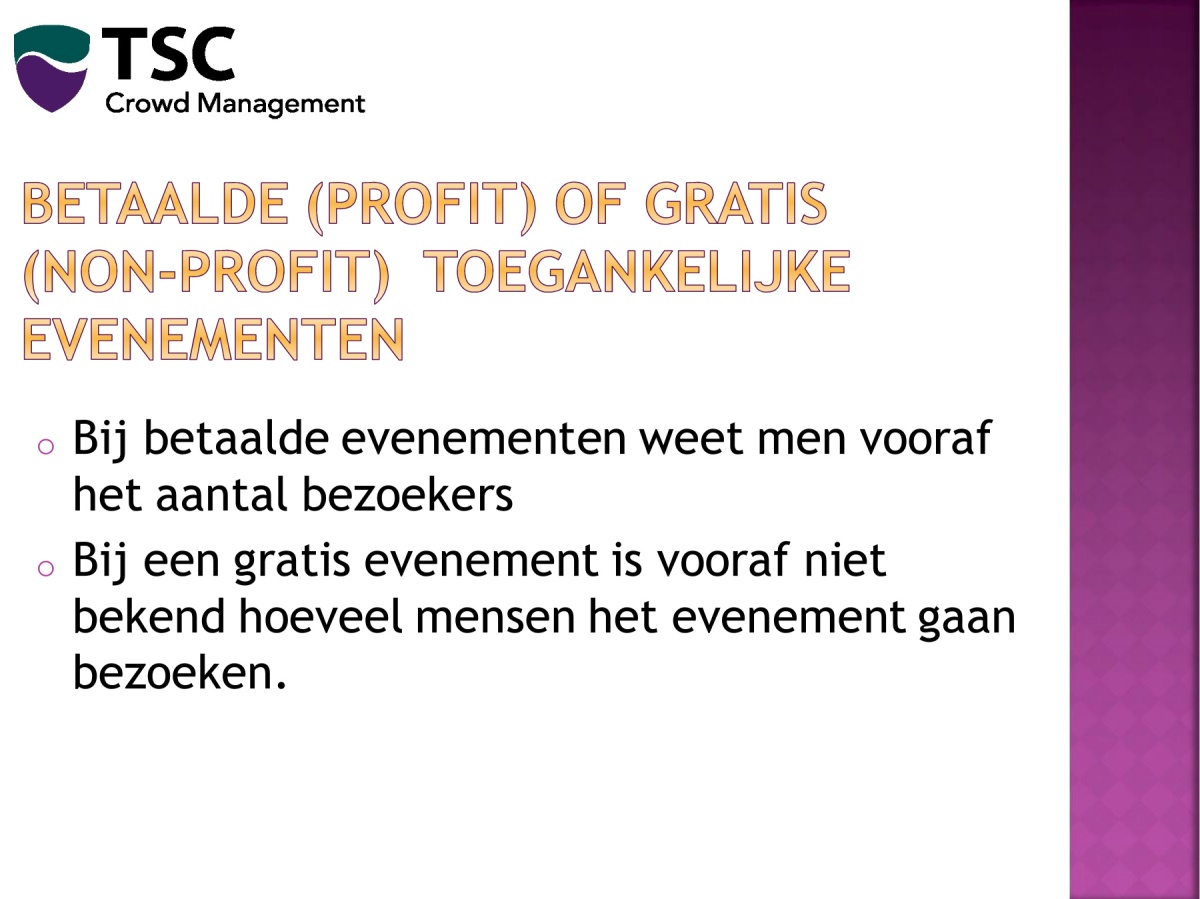 TSC
Crowd Management
BETAALDE (PROFIT) OF GRATIS
(NON-PROFIT)  TOEGANKELIJKE
EVENEMENTEN
o Bij betaalde evenementen weet men vooraf
het aantal bezoekers
o Bij een gratis evenement is vooraf niet
bekend hoeveel mensen het evenement gaan
bezoeken.